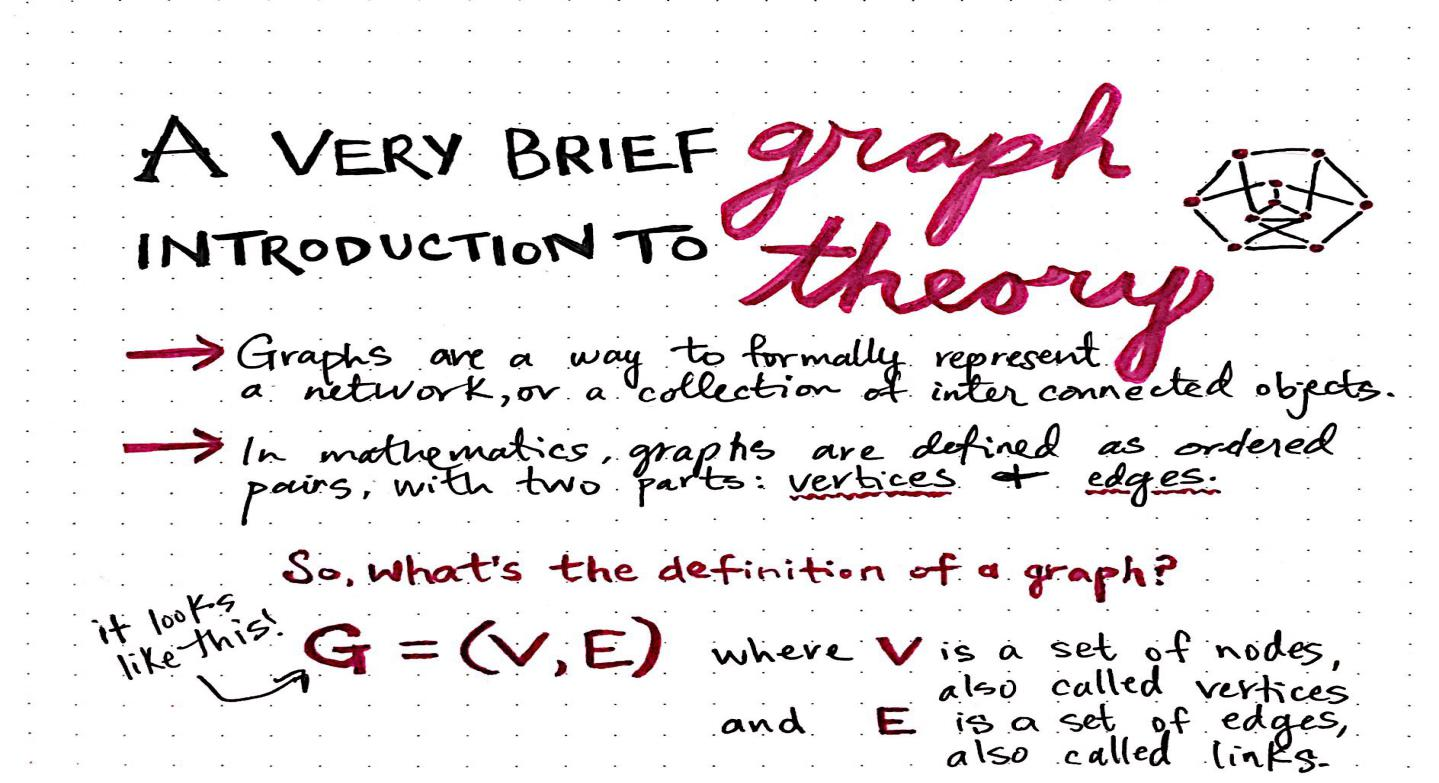 A VERY BRIEF graph
INTRODUCTION TO theory
→ Graphs are a way to formally represent
a network, or a collection of inter connected objects.
→ In mathematics, graphs are defined as ordered
pairs, with two parts: vertices + edges.
So, what's the definition of a graph?
it looks
like this!
G = (V, E) where V is a set of nodes,
also called vertices
and E is a set of edges,
also called links.